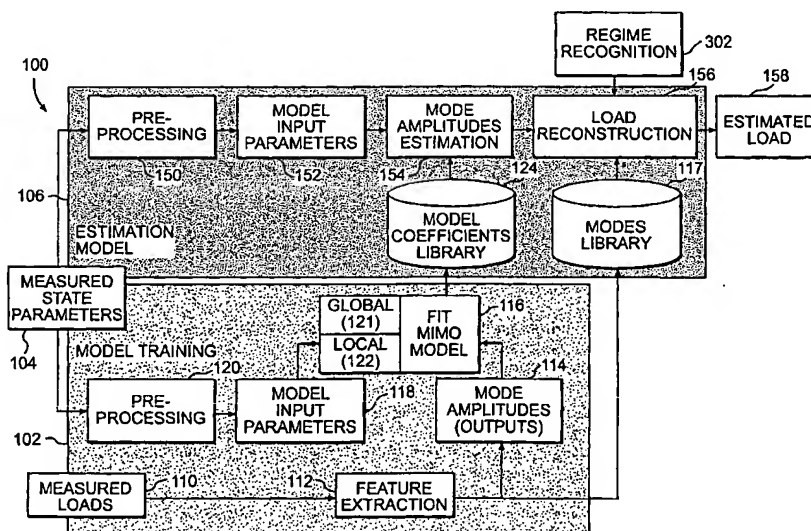 REGIME
RECOGNITION
302
100
156
158
PRE-
PROCESSING
150
MODEL
INPUT
PARAMETERS
152
MODE
AMPLITUDES
ESTIMATION
154
LOAD
RECONSTRUCTION
ESTIMATED
LOAD
124
117
106
MODEL
COEFFICIENTS
LIBRARY
MODES
LIBRARY
ESTIMATION
MODEL
MEASURED
STATE
PARAMETERS
104
GLOBAL
(121)
LOCAL
(122)
FIT
MIMO
MODEL
116
MODEL TRAINING
120
114
PRE-
PROCESSING
MODEL
INPUT
PARAMETERS
118
MODE
AMPLITUDES
(OUTPUTS)
102
110
112
MEASURED
LOADS
FEATURE
EXTRACTION